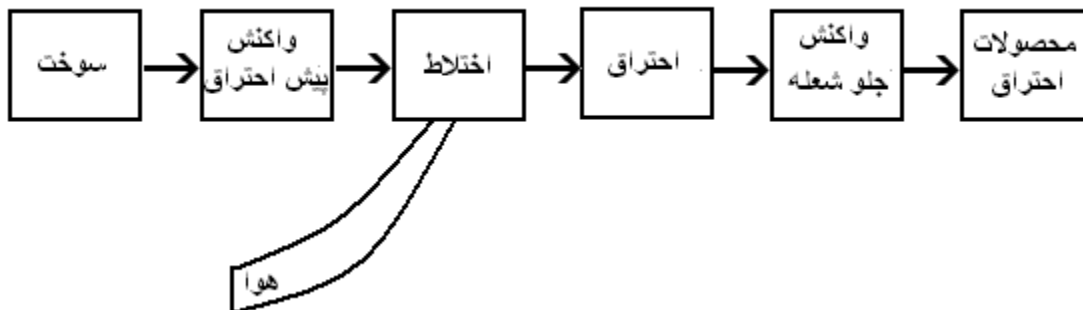 سوخت
واکنش
پیش احتراق
اختلاط
احتراق
واکنش
جلو شعله
محصولات
احتراق
هوا